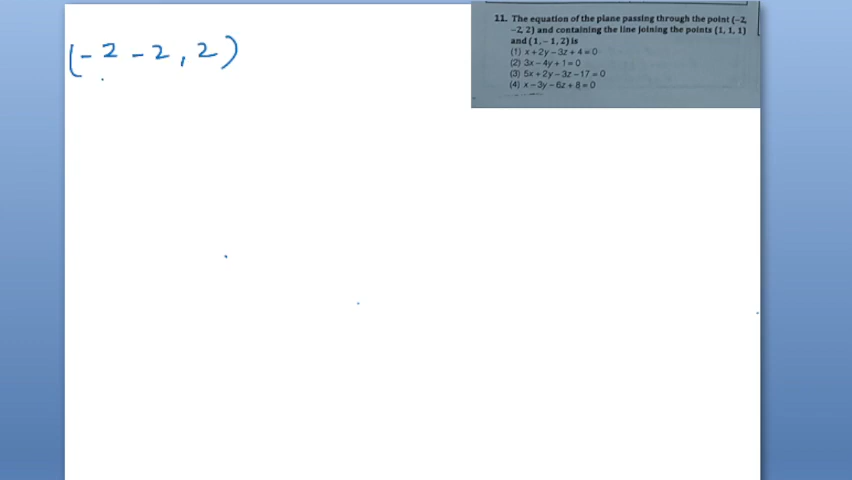 (-2 -2, 2)
11. The equation of the plane passing through the point (-2,
-2, 2) and containing the line joining the points (1, 1, 1)
and (1, - 1, 2) is
(1) x + 2y - 3z + 4 = 0
(2) 3x - 4y + 1 = 0
(3) 5x + 2y - 3z - 17 = 0
(4) x - 3y - 6z + 8 = 0